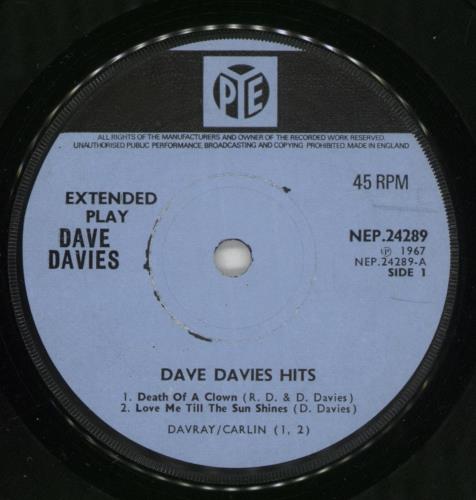 PYE
ALL RIGHTS OF THE MANUFACTURERS AND OWNER OF THE RECORDED WORK RESERVED.
UNAUTHORISED PUBLIC PERFORMANCE, BROADCASTING AND COPYING PROHIBITED. MADE IN ENGLAND
EXTENDED
PLAY
DAVE
DAVIES
45 RPM
NEP.24289
Ⓟ 1967
NEP.24289-A
SIDE 1
DAVE DAVIES HITS
1. Death Of A Clown (R. D. & D. Davies)
2. Love Me Till The Sun Shines (D. Davies)
DAVRAY/CARLIN (1, 2)